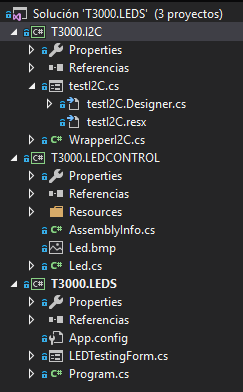 Solución 'T3000.LEDS' (3 proyectos)
T3000.I2C
Properties
Referencias
testI2C.cs
testI2C.Designer.cs
testI2C.resx
WrapperI2C.cs
T3000.LEDCONTROL
Properties
Referencias
Resources
AssemblyInfo.cs
Led.bmp
Led.cs
T3000.LEDS
Properties
Referencias
App.config
LEDTestingForm.cs
Program.cs